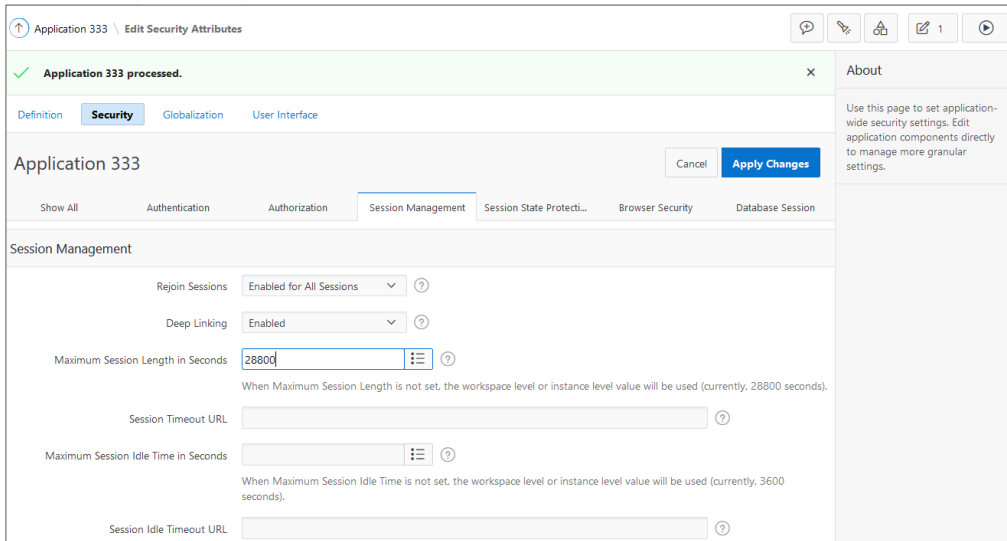 Application 333 \ Edit Security Attributes
1
Application 333 processed.
About
Use this page to set application-
wide security settings. Edit
application components directly
to manage more granular
settings.
Definition
Security
Globalization
User Interface
Application 333
Cancel
Apply Changes
Show All
Authentication
Authorization
Session Management
Session State Protecti...
Browser Security
Database Session
Session Management
Rejoin Sessions
Enabled for All Sessions
?
Deep Linking
Enabled
?
Maximum Session Length in Seconds
28800
?
When Maximum Session Length is not set, the workspace level or instance level value will be used (currently, 28800 seconds).
Session Timeout URL
?
Maximum Session Idle Time in Seconds
?
When Maximum Session Idle Time is not set, the workspace level or instance level value will be used (currently, 3600
seconds).
Session Idle Timeout URL
?